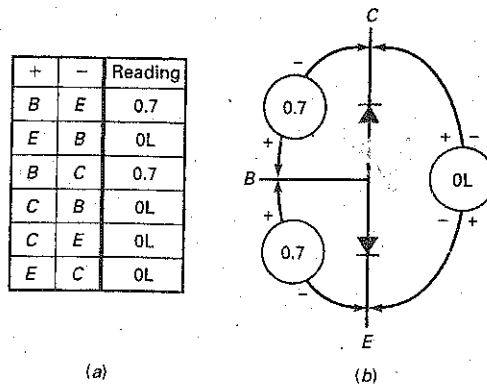 + - Reading
B E 0.7
E B 0L
B C 0.7
C B 0L
C E 0L
E C 0L
(a)
C
-
0.7
+
+ -
0L
- +
B
+
0.7
-
E
(b)